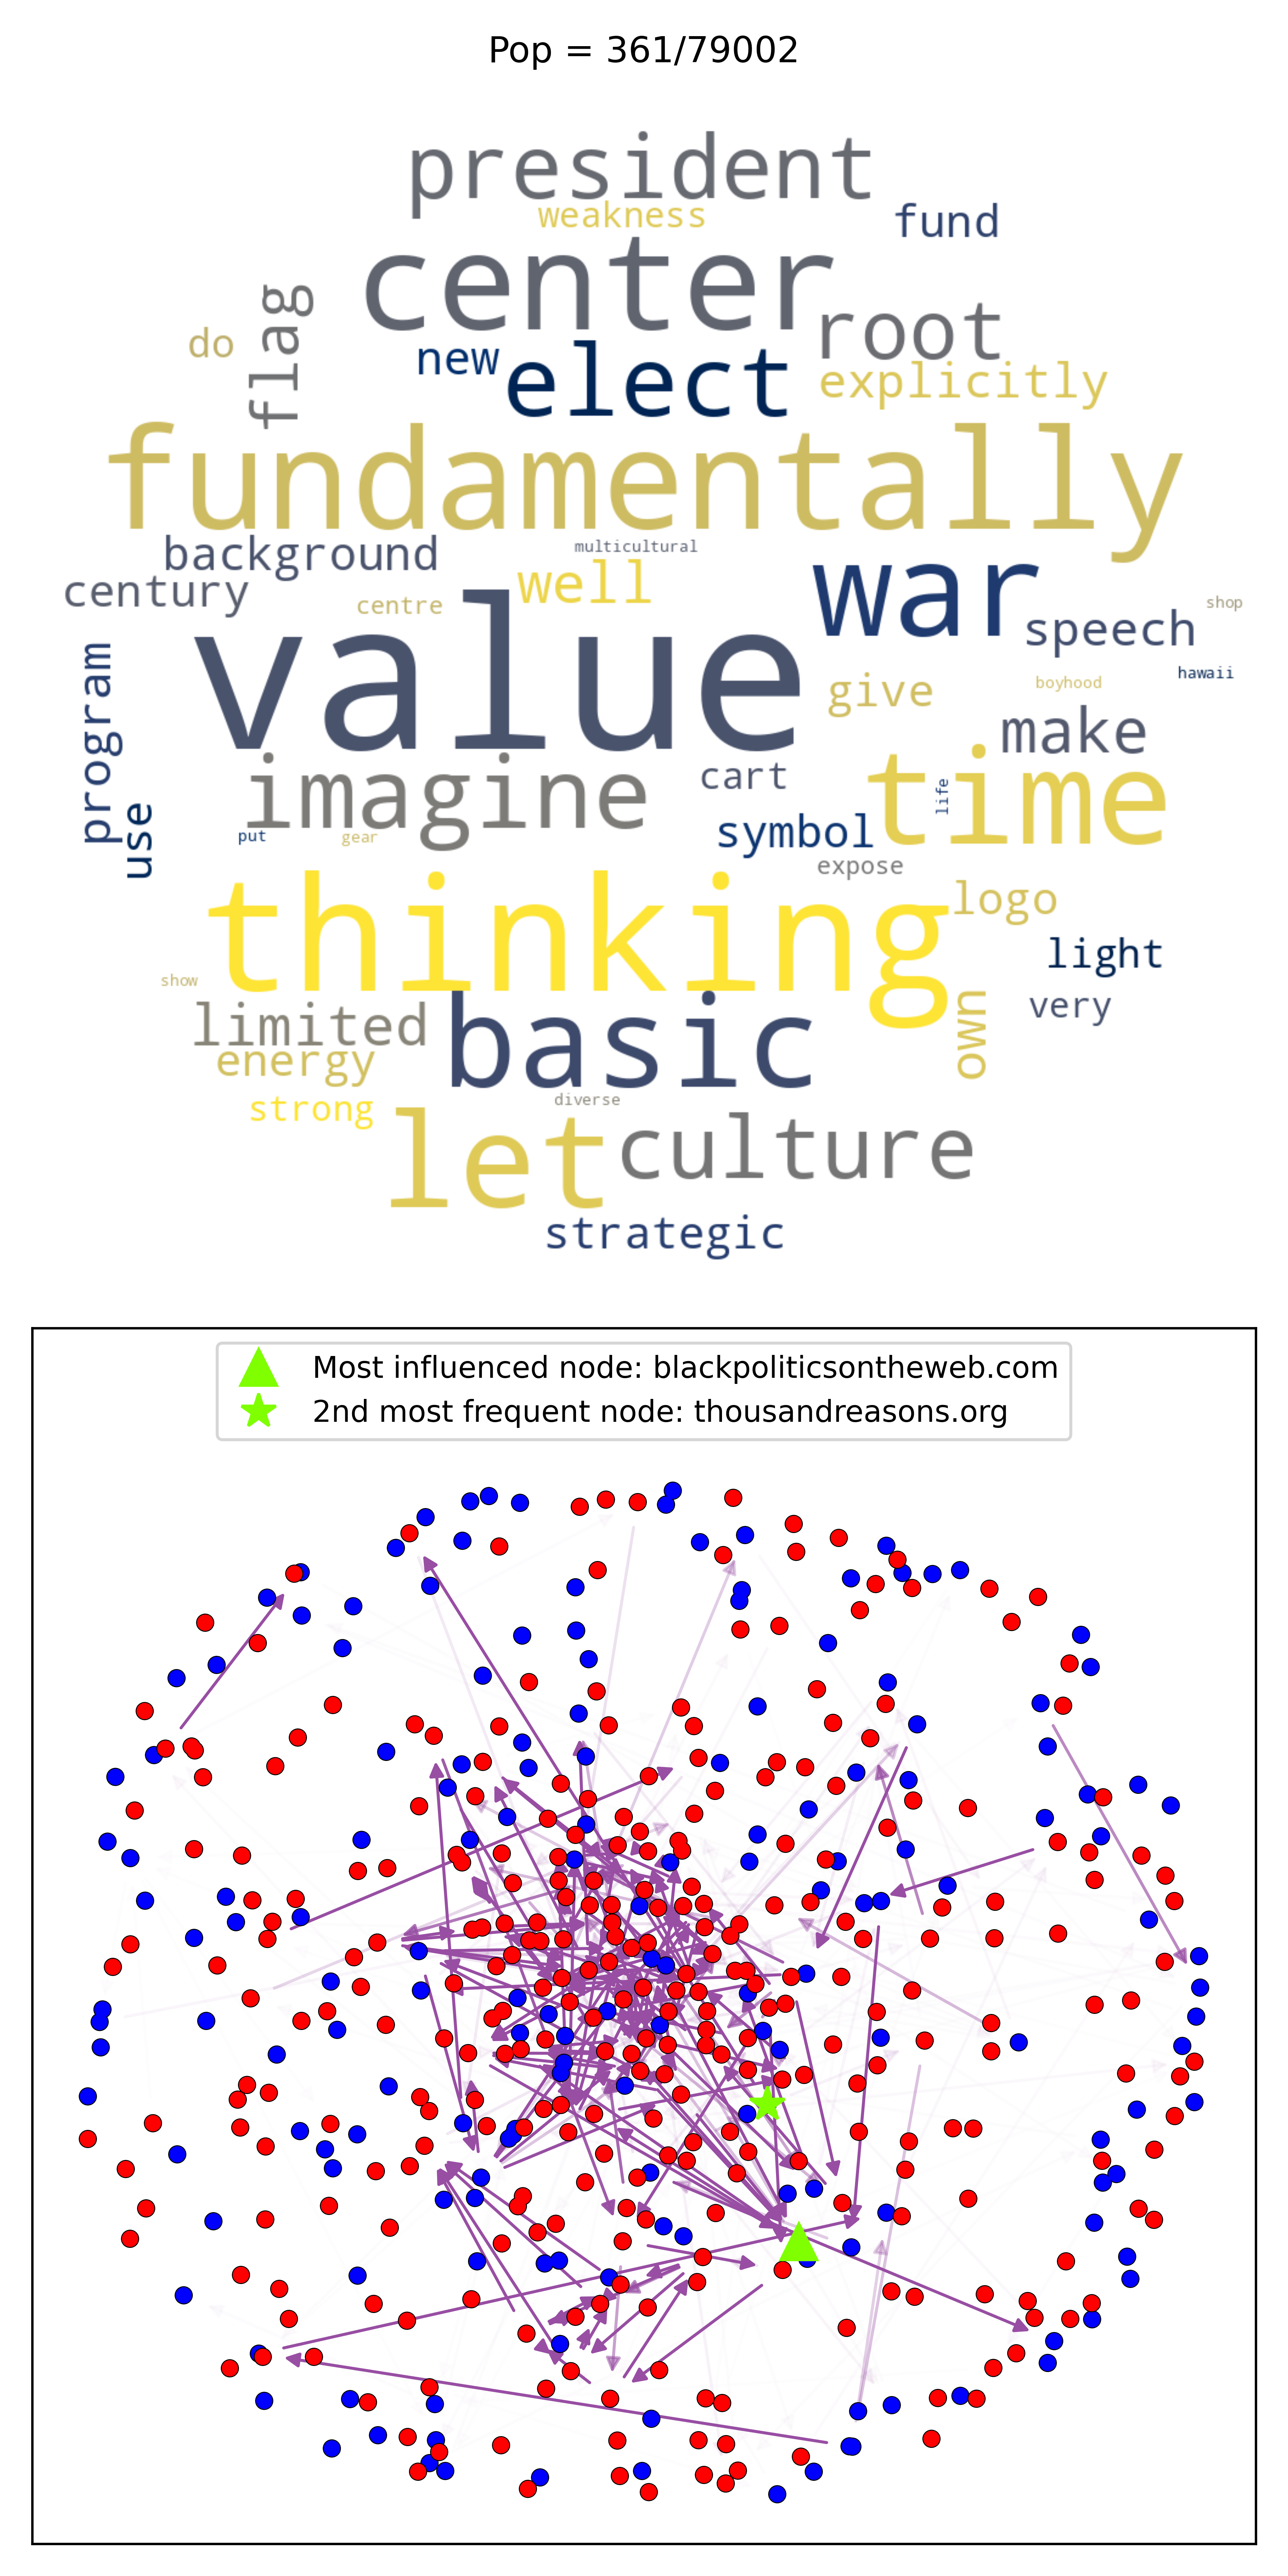 Pop = 361/79002
president
weakness
fund
center
flag
root
do
new
elect
explicitly
fundamentally
background
multicultural
well
war
century
centre
shop
speech
value
program
give
boyhood
hawaii
make
imagine
cart
time
life
use
put
gear
symbol
expose
thinking
logo
light
show
very
limited
basic
own
energy
strong
diverse
let
culture
strategic
Most influenced node: blackpoliticsontheweb.com
2nd most frequent node: thousandreasons.org